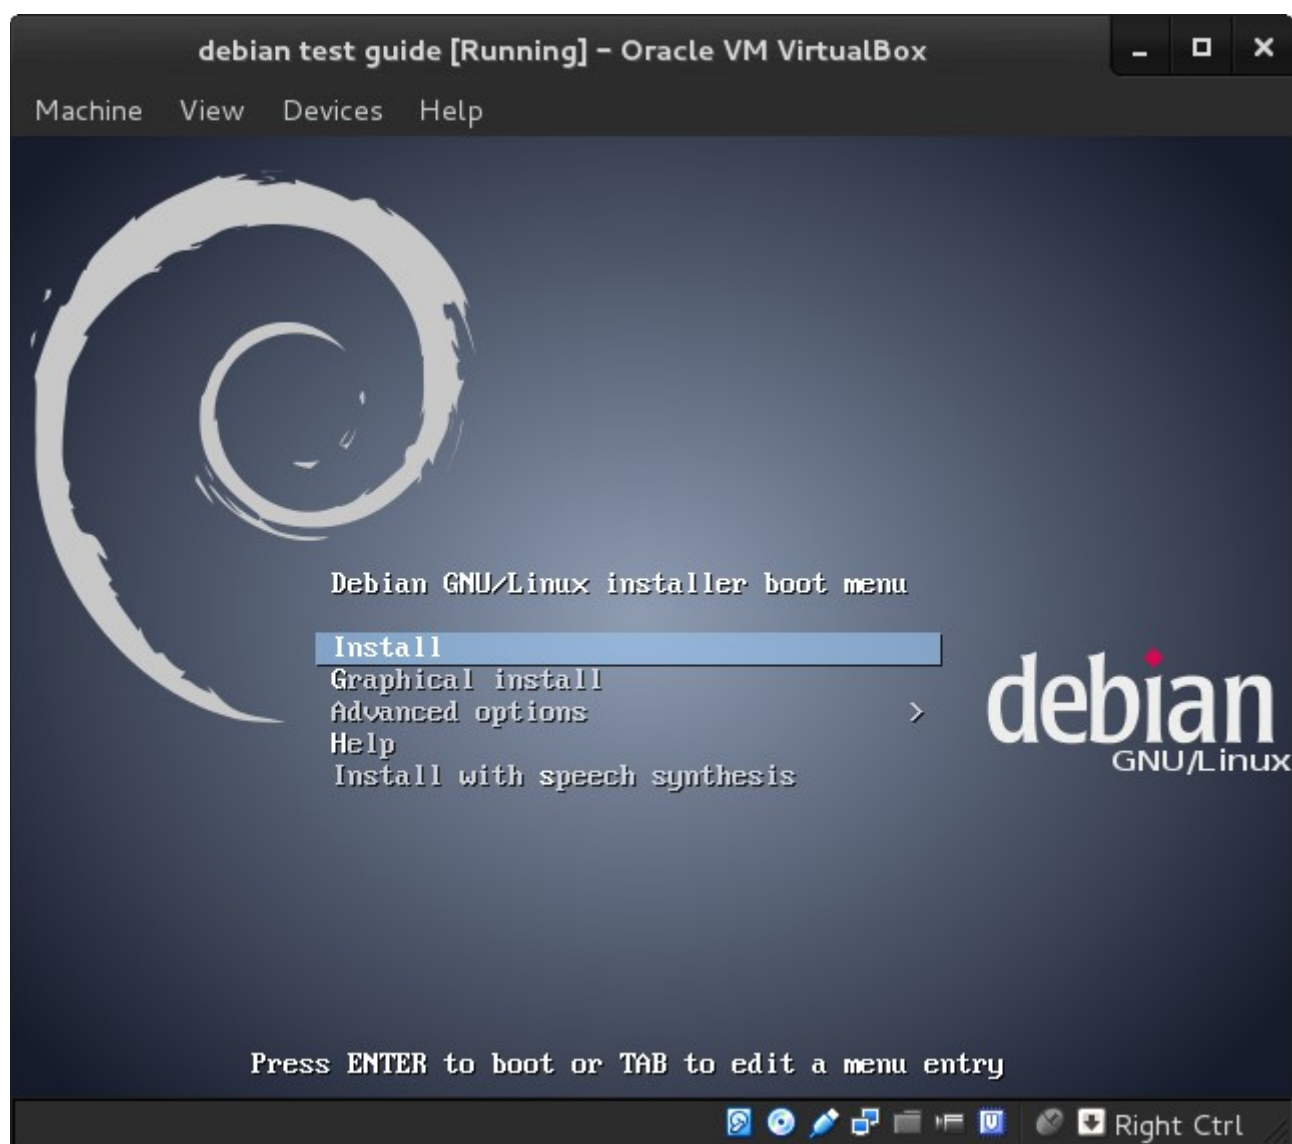 debian test guide [Running] – Oracle VM VirtualBox
Machine View Devices Help
Debian GNU/Linux installer boot menu
Install
Graphical install
Advanced options >
Help
Install with speech synthesis
debian
GNU/Linux
Press ENTER to boot or TAB to edit a menu entry
Right Ctrl